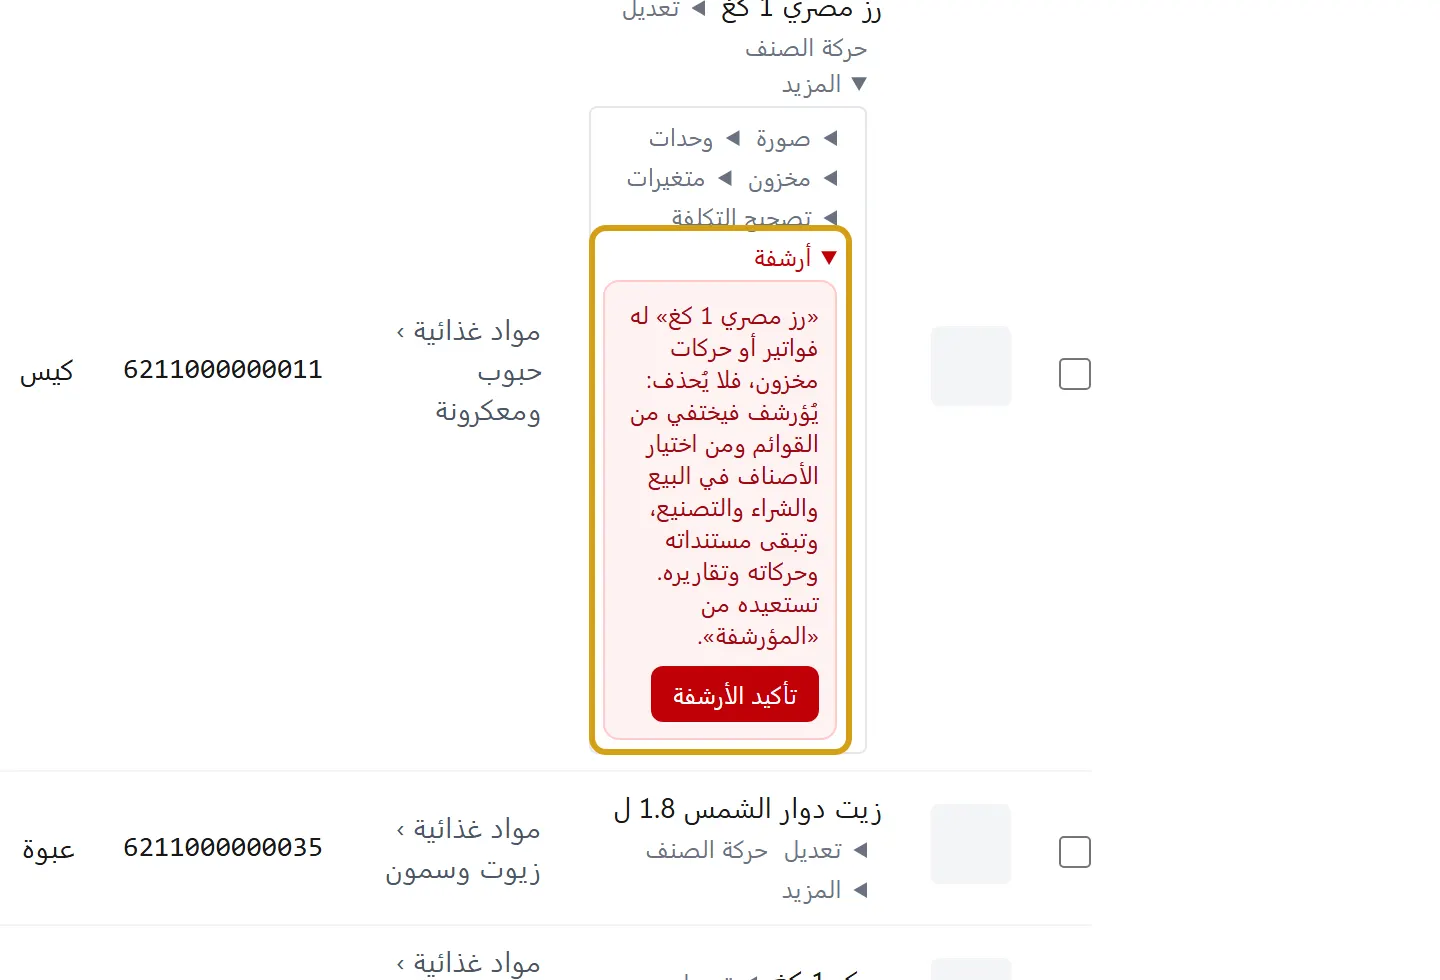 رز مصري 1 كغ ◀ تعديل
حركة الصنف
▼ المزيد
◀ صورة ◀ وحدات
◀ مخزون ◀ متغيرات
◀ تصحيح التكلفة
▼ أرشفة
«رز مصري 1 كغ» له
فواتير أو حركات
مخزون، فلا يُحذف:
يُؤرشف فيختفي من
القوائم ومن اختيار
الأصناف في البيع
والشراء والتصنيع،
وتبقى مستنداته
وحركاته وتقاريره.
تستعيده من
«المؤرشفة».
تأكيد الأرشفة
مواد غذائية ›
حبوب
ومعكرونة
6211000000011
كيس
زيت دوار الشمس 1.8 ل
◀ تعديل حركة الصنف
◀ المزيد
مواد غذائية ›
زيوت وسمون
6211000000035
عبوة
مواد غذائية ›